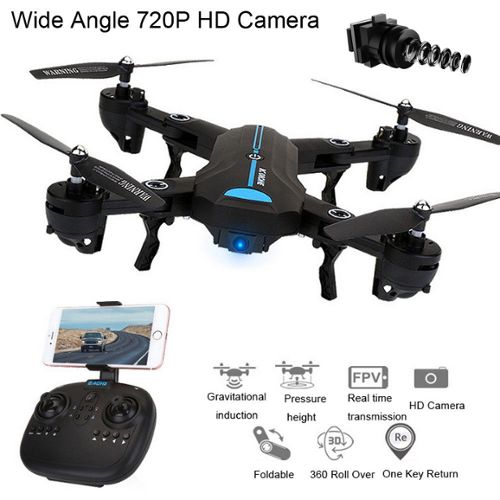 Wide Angle 720P HD Camera
WARNING
WARNING
WARNING
FPV
Gravitational
induction
Pressure
height
Real time
transmission
HD Camera
3D
Re
Foldable
360 Roll Over
One Key Return